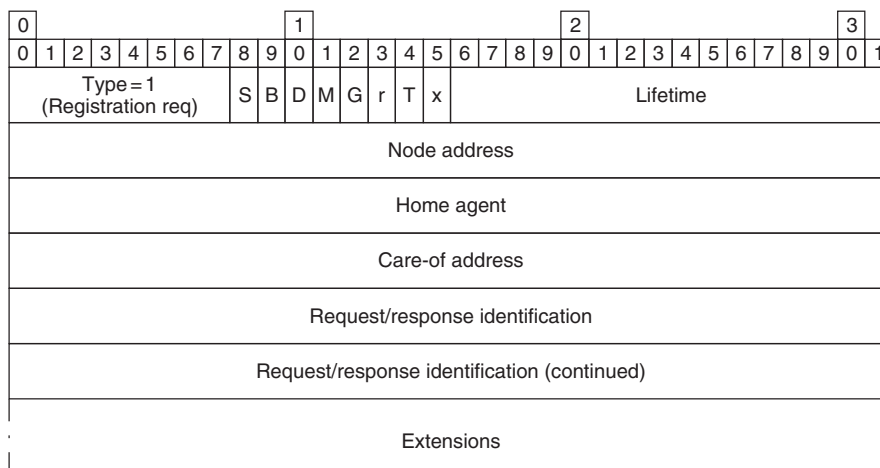 0 1 2 3
0 1 2 3 4 5 6 7 8 9 0 1 2 3 4 5 6 7 8 9 0 1 2 3 4 5 6 7 8 9 0 1
Type = 1
(Registration req) S B D M G r T x Lifetime
Node address
Home agent
Care-of address
Request/response identification
Request/response identification (continued)
Extensions